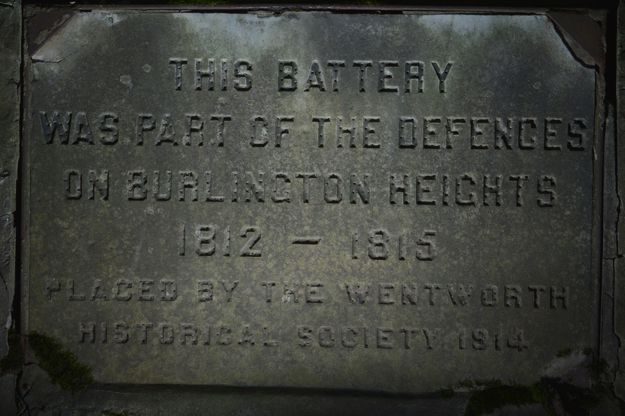 THIS BATTERY
WAS PART OF THE DEFENCES
ON BURLINGTON HEIGHTS
1812 - 1815
PLACED BY THE WENTWORTH
HISTORICAL SOCIETY 1914